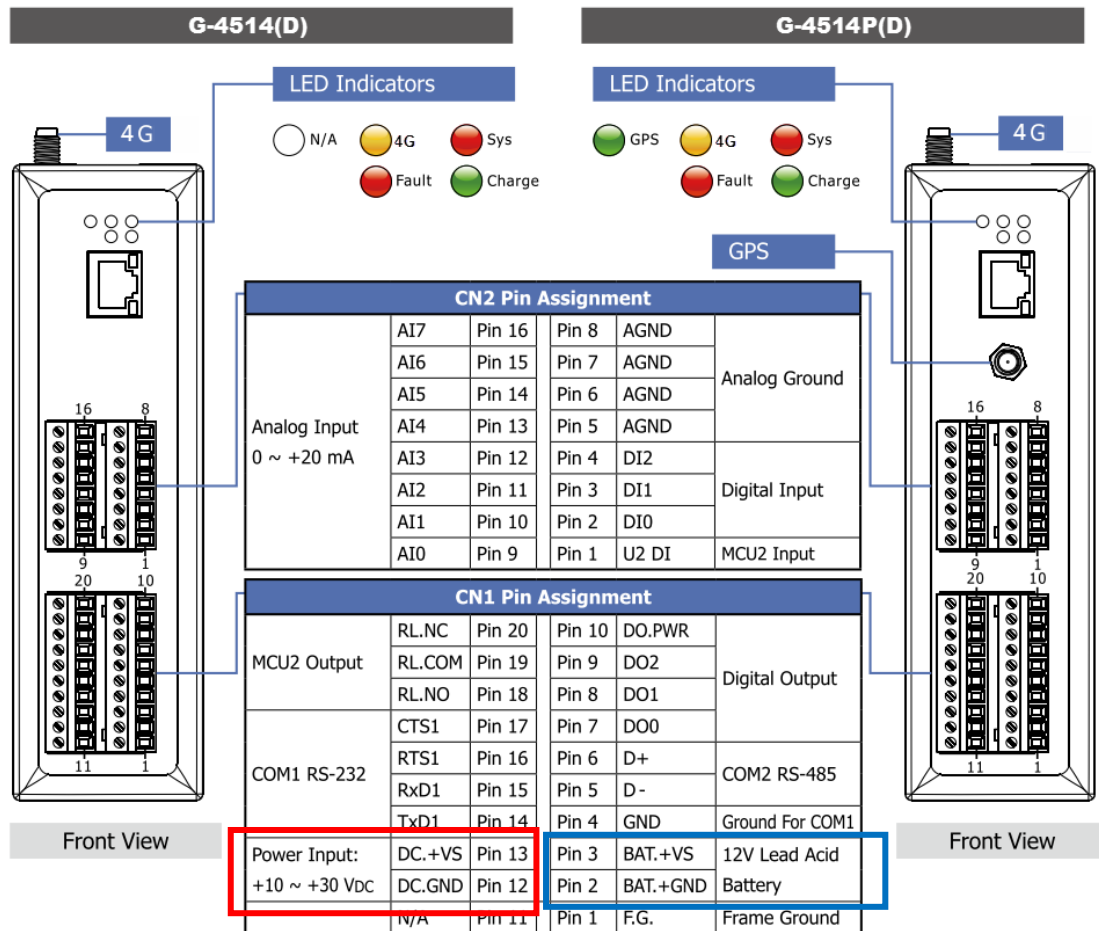 G-4514(D)
G-4514P(D)
LED Indicators
LED Indicators
4G
4G
N/A
4G
Sys
GPS
4G
Sys
Fault
Charge
Fault
Charge
GPS
CN2 Pin Assignment
Analog Input
0 ~ +20 mA
AI7 Pin 16 Pin 8 AGND
AI6 Pin 15 Pin 7 AGND
AI5 Pin 14 Pin 6 AGND
AI4 Pin 13 Pin 5 AGND
Analog Ground
AI3 Pin 12 Pin 4 DI2
AI2 Pin 11 Pin 3 DI1
AI1 Pin 10 Pin 2 DI0
Digital Input
AI0 Pin 9 Pin 1 U2 DI MCU2 Input
16 8
9 1
20 10
11 1
16 8
9 1
20 10
11 1
CN1 Pin Assignment
MCU2 Output
RL.NC Pin 20 Pin 10 DO.PWR
RL.COM Pin 19 Pin 9 DO2
RL.NO Pin 18 Pin 8 DO1
CTS1 Pin 17 Pin 7 DO0
Digital Output
COM1 RS-232
RTS1 Pin 16 Pin 6 D+
RxD1 Pin 15 Pin 5 D-
COM2 RS-485
TxD1 Pin 14 Pin 4 GND Ground For COM1
Power Input: DC.+VS Pin 13 Pin 3 BAT.+VS 12V Lead Acid
+10 ~ +30 VDC DC.GND Pin 12 Pin 2 BAT.+GND Battery
N/A Pin 11 Pin 1 F.G. Frame Ground
Front View
Front View